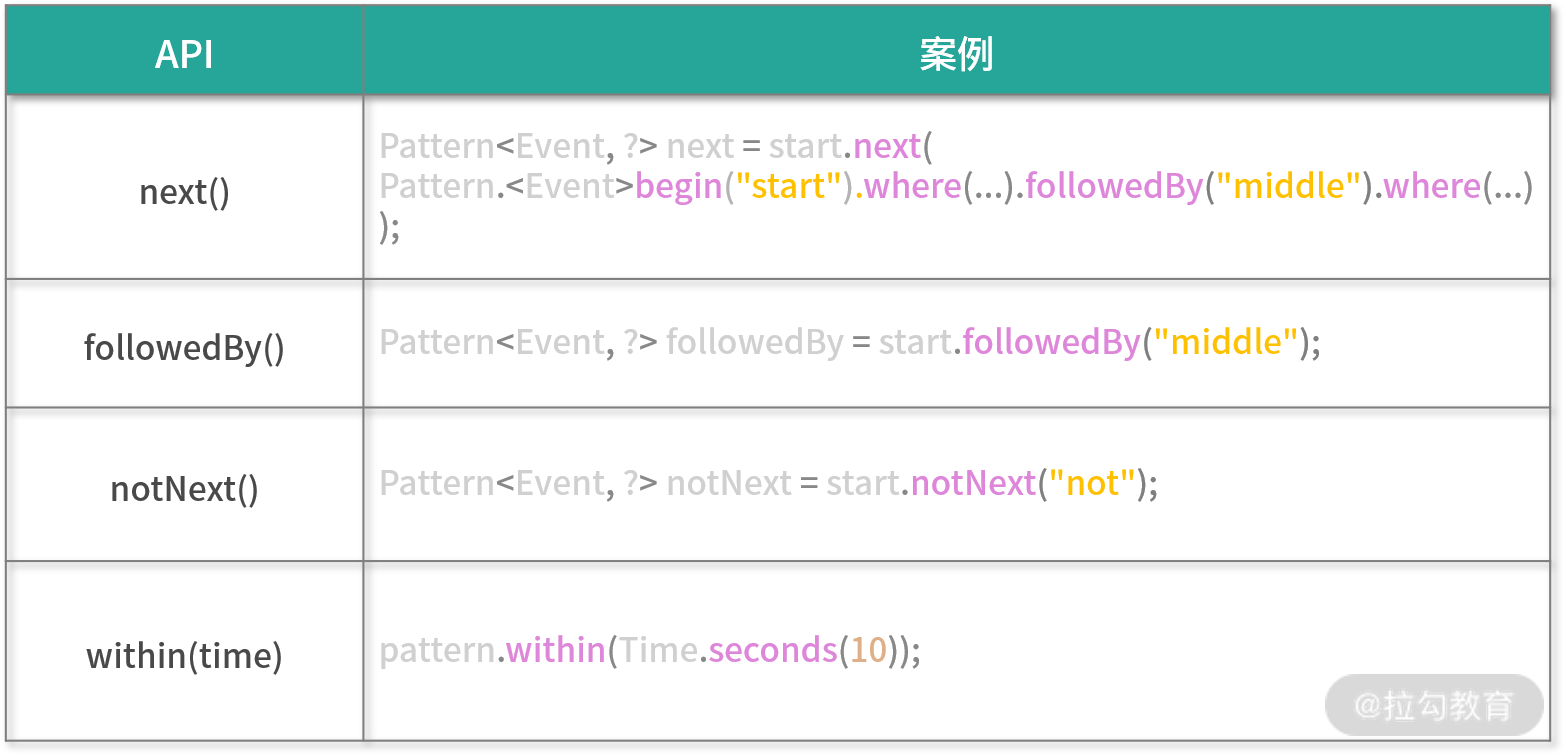 API
案例
next()
Pattern<Event, ?> next = start.next(
Pattern.<Event>begin("start").where(...).followedBy("middle").where(...)
);
followedBy()
Pattern<Event, ?> followedBy = start.followedBy("middle");
notNext()
Pattern<Event, ?> notNext = start.notNext("not");
within(time)
pattern.within(Time.seconds(10));
@拉勾教育